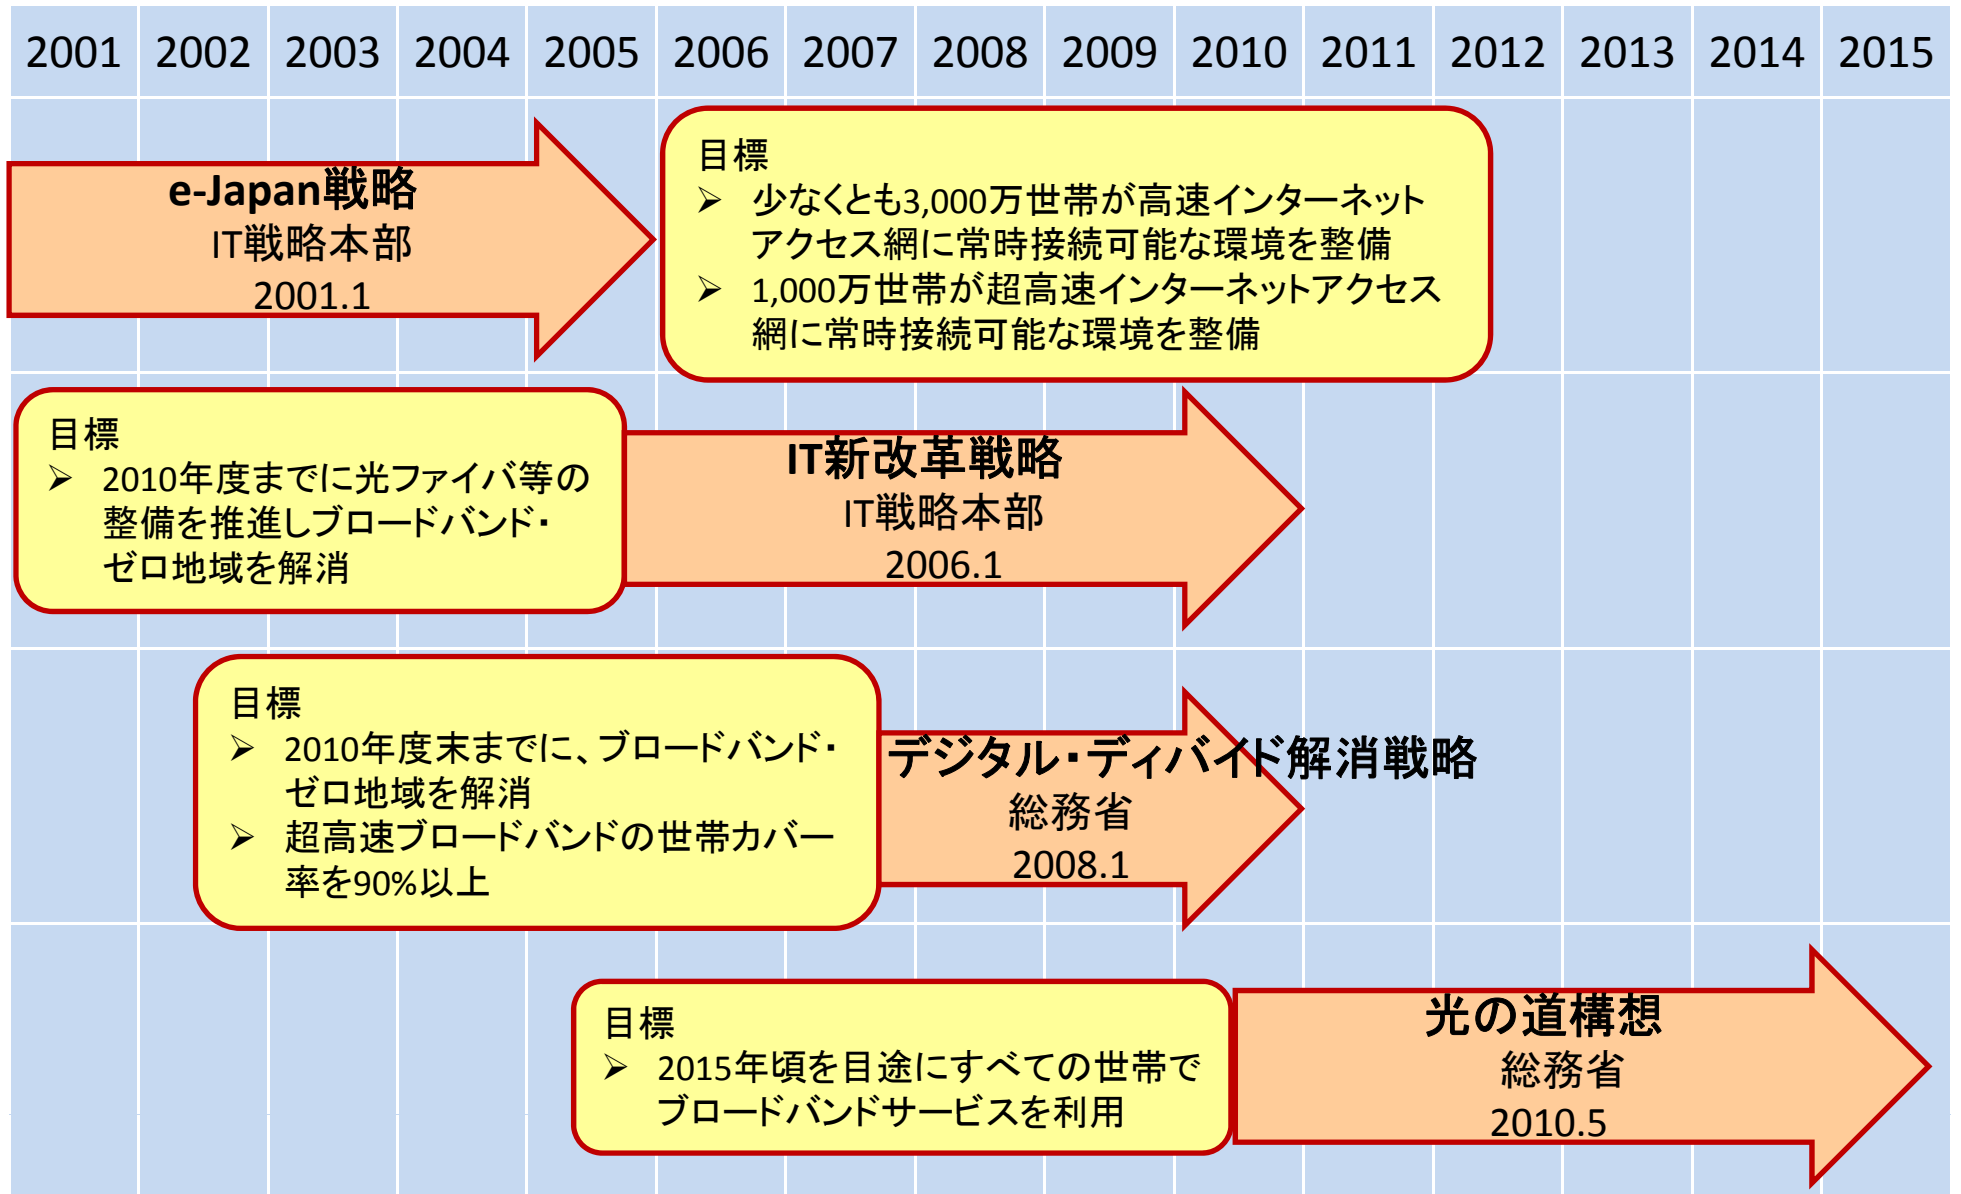 2001 2002 2003 2004 2005 2006 2007 2008 2009 2010 2011 2012 2013 2014 2015
e-Japan戦略
IT戦略本部
2001.1
目標
➢ 少なくとも3,000万世帯が高速インターネット
アクセス網に常時接続可能な環境を整備
➢ 1,000万世帯が超高速インターネットアクセス
網に常時接続可能な環境を整備
目標
➢ 2010年度までに光ファイバ等の
整備を推進しブロードバンド・
ゼロ地域を解消
IT新改革戦略
IT戦略本部
2006.1
目標
➢ 2010年度末までに、ブロードバンド・
ゼロ地域を解消
➢ 超高速ブロードバンドの世帯カバー
率を90%以上
デジタル・ディバイド解消戦略
総務省
2008.1
目標
➢ 2015年頃を目途にすべての世帯で
ブロードバンドサービスを利用
光の道構想
総務省
2010.5